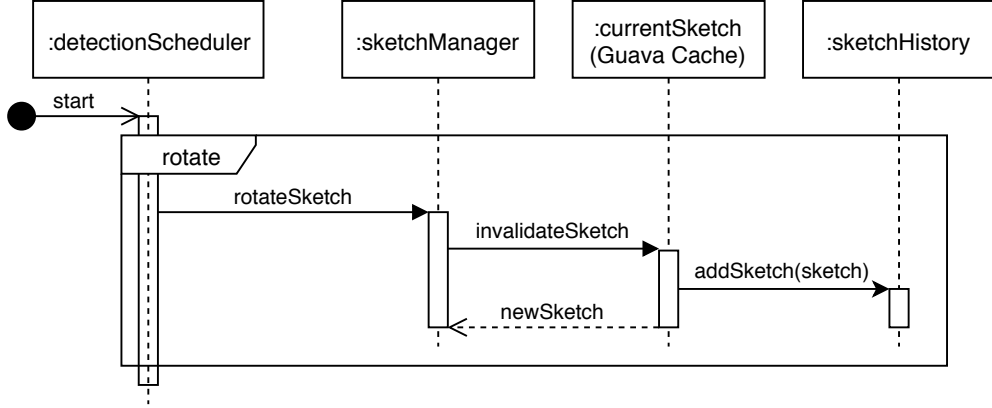 :detectionScheduler
:sketchManager
:currentSketch
(Guava Cache)
:sketchHistory
start
rotate
rotateSketch
invalidateSketch
addSketch(sketch)
newSketch